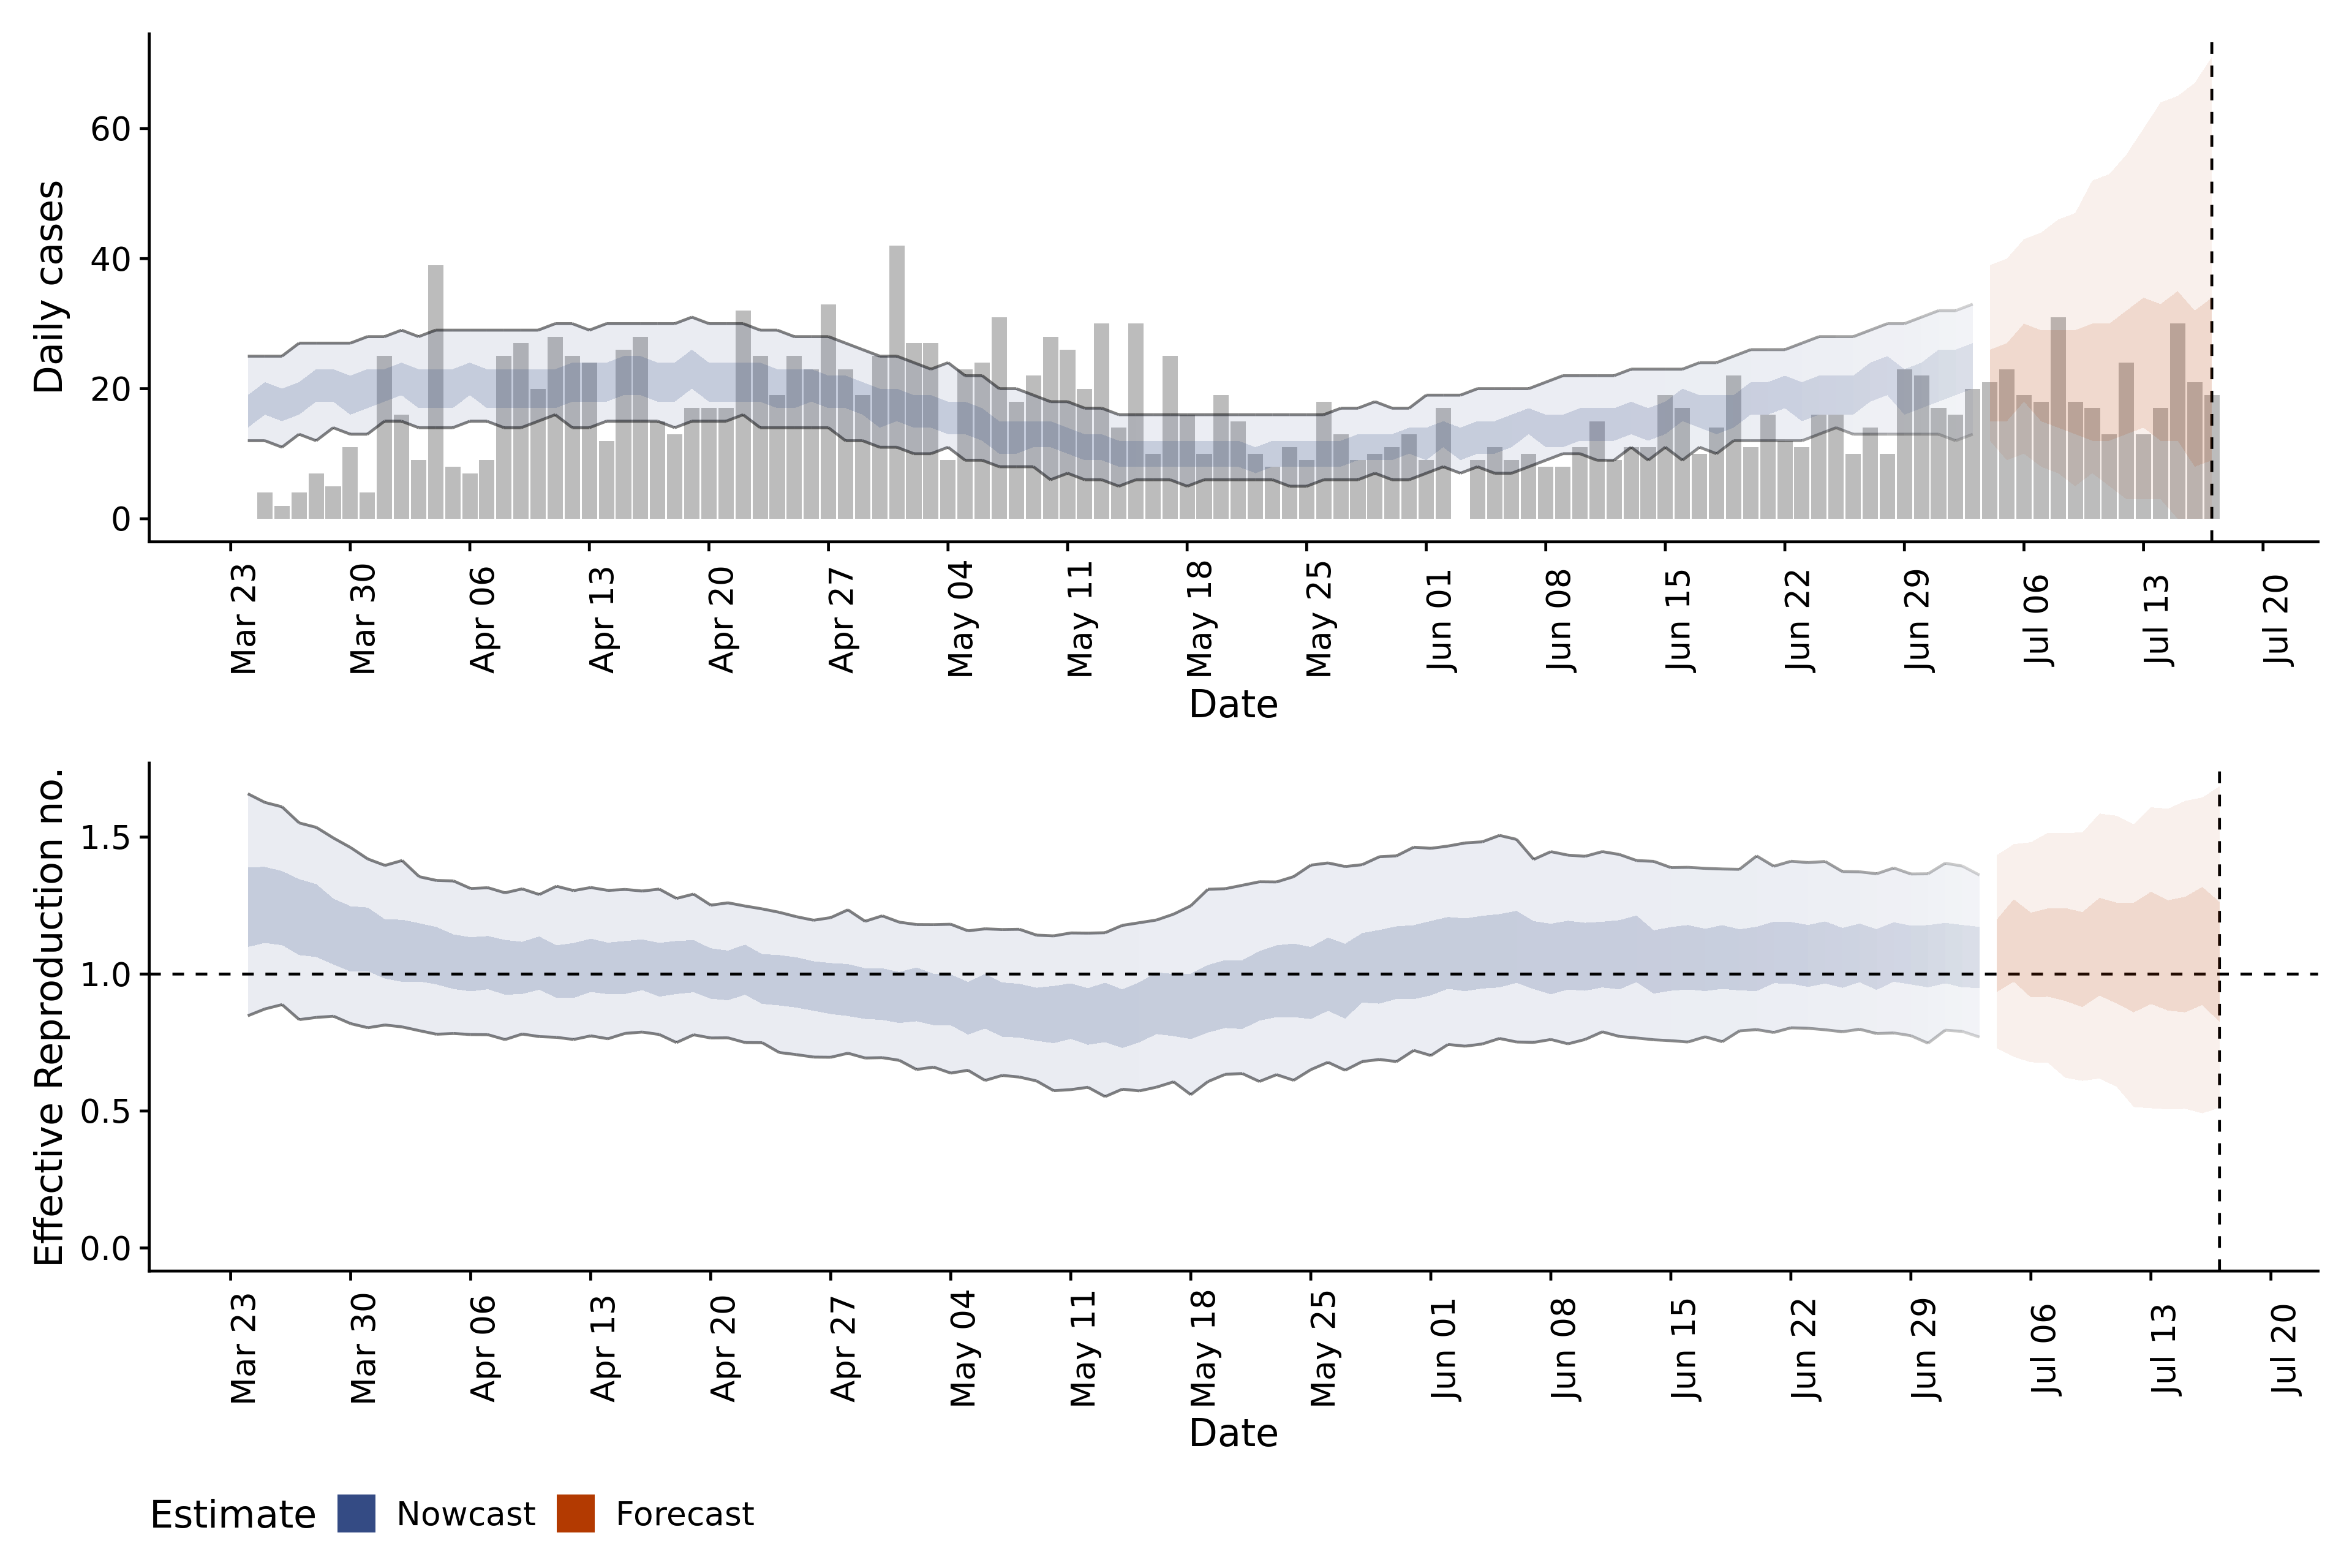 Daily cases
60
40
20
0
Mar 23
Mar 30
Apr 06
Apr 13
Apr 20
Apr 27
May 04
May 11
May 18
May 25
Jun 01
Jun 08
Jun 15
Jun 22
Jun 29
Jul 06
Jul 13
Jul 20
Date
Effective Reproduction no.
1.5
1.0
0.5
0.0
Mar 23
Mar 30
Apr 06
Apr 13
Apr 20
Apr 27
May 04
May 11
May 18
May 25
Jun 01
Jun 08
Jun 15
Jun 22
Jun 29
Jul 06
Jul 13
Jul 20
Date
Estimate Nowcast Forecast